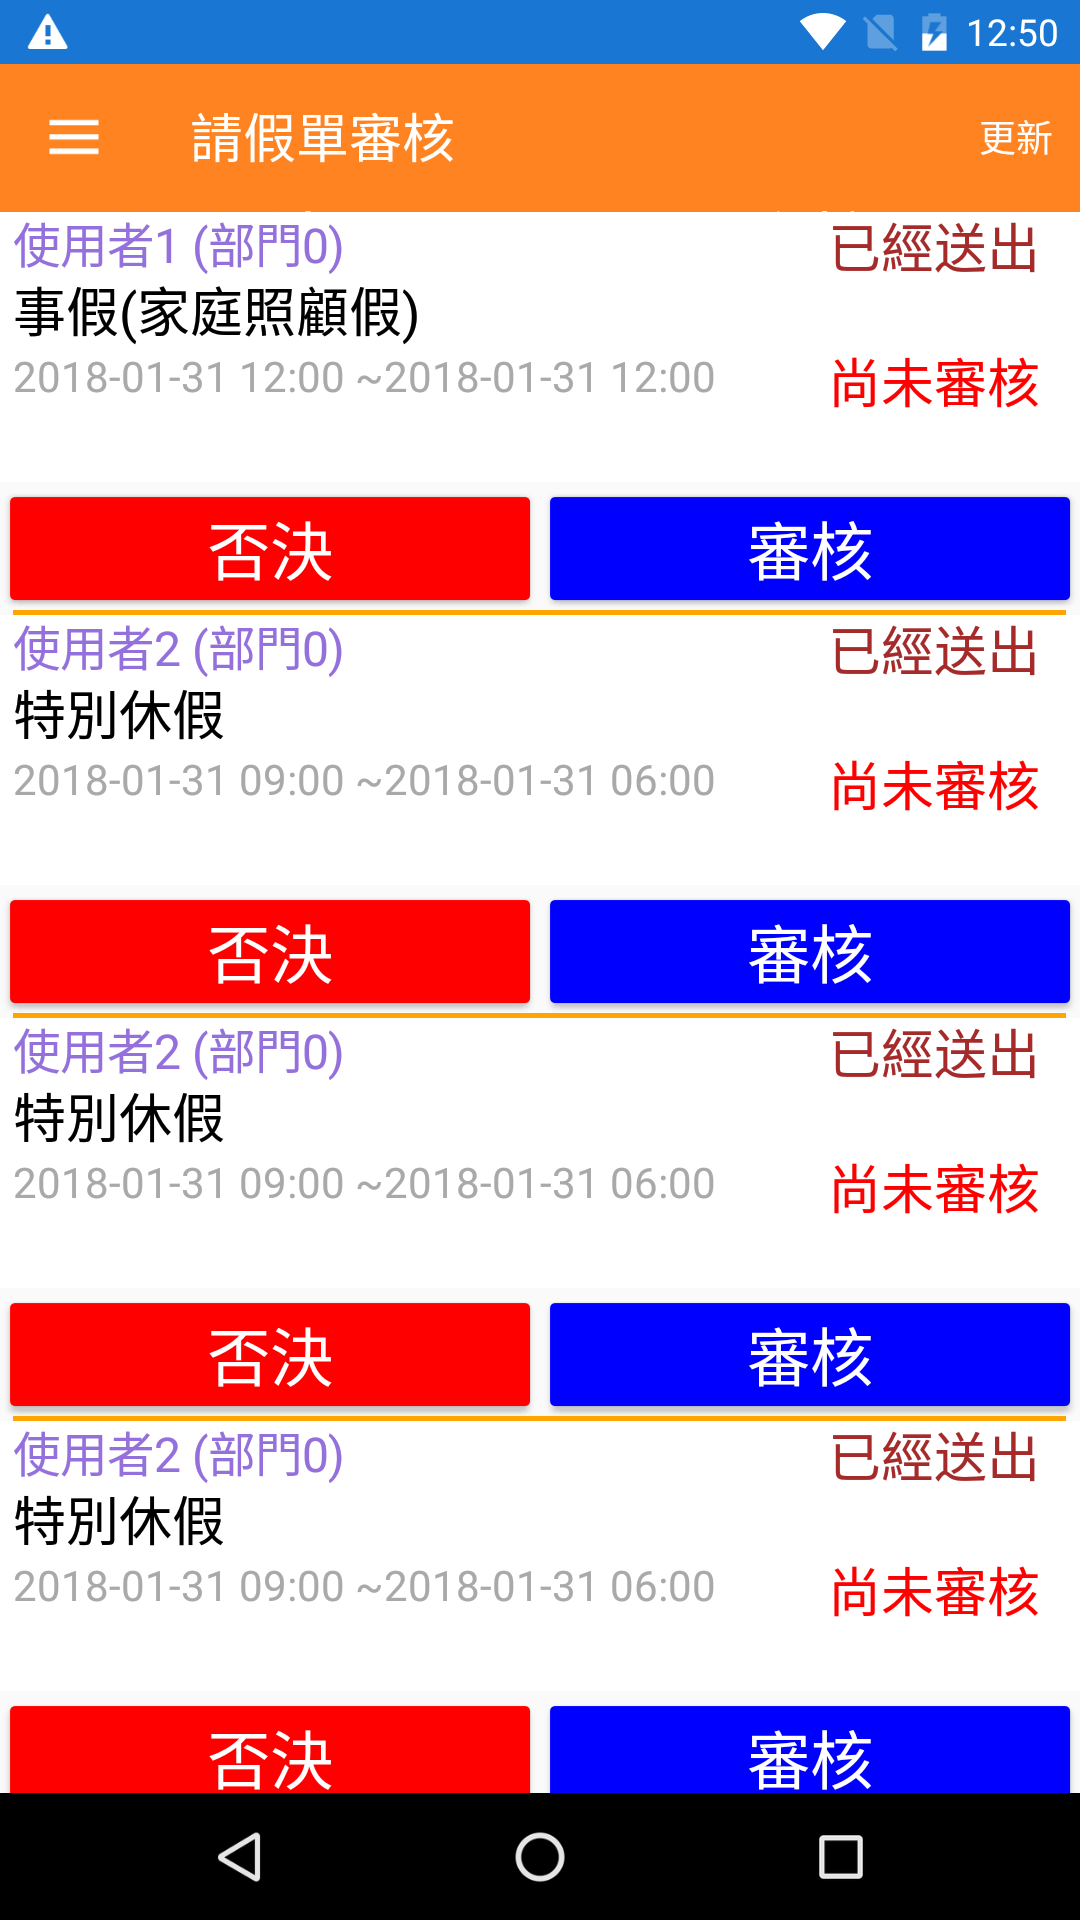 12:50
請假單審核
更新
使用者1 (部門0)
已經送出
事假(家庭照顧假)
2018-01-31 12:00 ~2018-01-31 12:00
尚未審核
否決
審核
使用者2 (部門0)
已經送出
特別休假
2018-01-31 09:00 ~2018-01-31 06:00
尚未審核
否決
審核
使用者2 (部門0)
已經送出
特別休假
2018-01-31 09:00 ~2018-01-31 06:00
尚未審核
否決
審核
使用者2 (部門0)
已經送出
特別休假
2018-01-31 09:00 ~2018-01-31 06:00
尚未審核
否決
審核